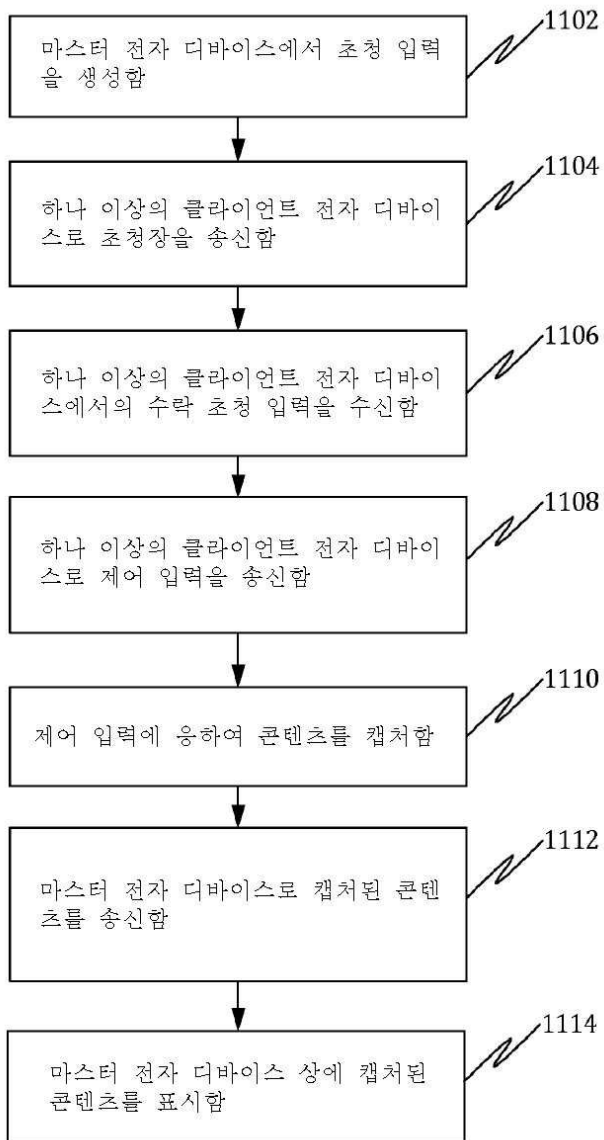 마스터 전자 디바이스에서 초청 입력
을 생성함
1102
하나 이상의 클라이언트 전자 디바이
스로 초청장을 송신함
1104
하나 이상의 클라이언트 전자 디바이
스에서의 수락 초청 입력을 수신함
1106
하나 이상의 클라이언트 전자 디바이
스로 제어 입력을 송신함
1108
제어 입력에 응하여 콘텐츠를 캡처함
1110
마스터 전자 디바이스로 캡처된 콘텐
츠를 송신함
1112
마스터 전자 디바이스 상에 캡처된
콘텐츠를 표시함
1114